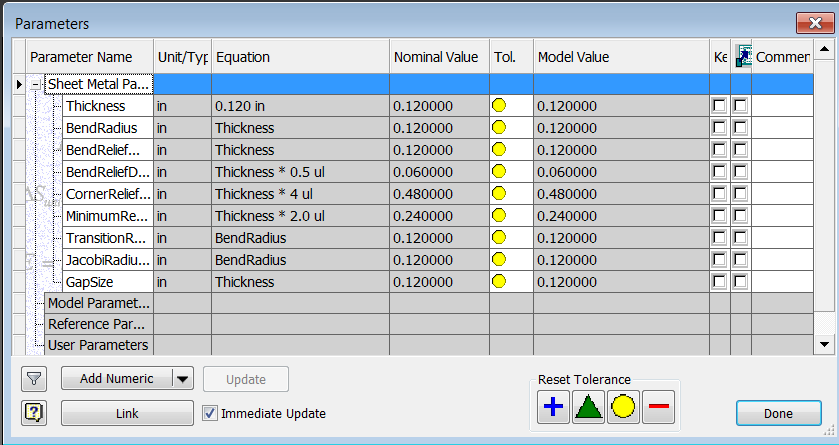 Parameters
Parameter Name Unit/Typ Equation Nominal Value Tol. Model Value Ke Commen
Sheet Metal Pa...
Thickness in 0.120 in 0.120000 0.120000
BendRadius in Thickness 0.120000 0.120000
BendRelief... in Thickness 0.120000 0.120000
BendReliefD... in Thickness * 0.5 ul 0.060000 0.060000
CornerRelief... in Thickness * 4 ul 0.480000 0.480000
MinimumRe... in Thickness * 2.0 ul 0.240000 0.240000
TransitionR... in BendRadius 0.120000 0.120000
JacobiRadiu... in BendRadius 0.120000 0.120000
GapSize in Thickness 0.120000 0.120000
Model Paramet...
Reference Par...
User Parameters
Add Numeric Update Reset Tolerance
Link Immediate Update Done